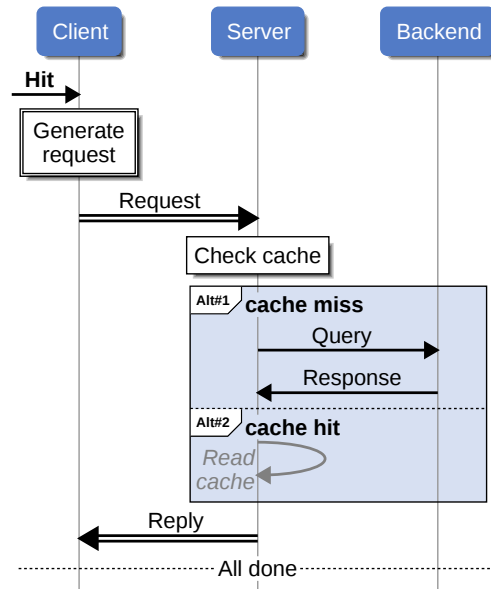 Client
Server
Backend
Hit
Generate
request
Request
Check cache
Alt#1
cache miss
Query
Response
Alt#2
cache hit
Read
cache
Reply
All done